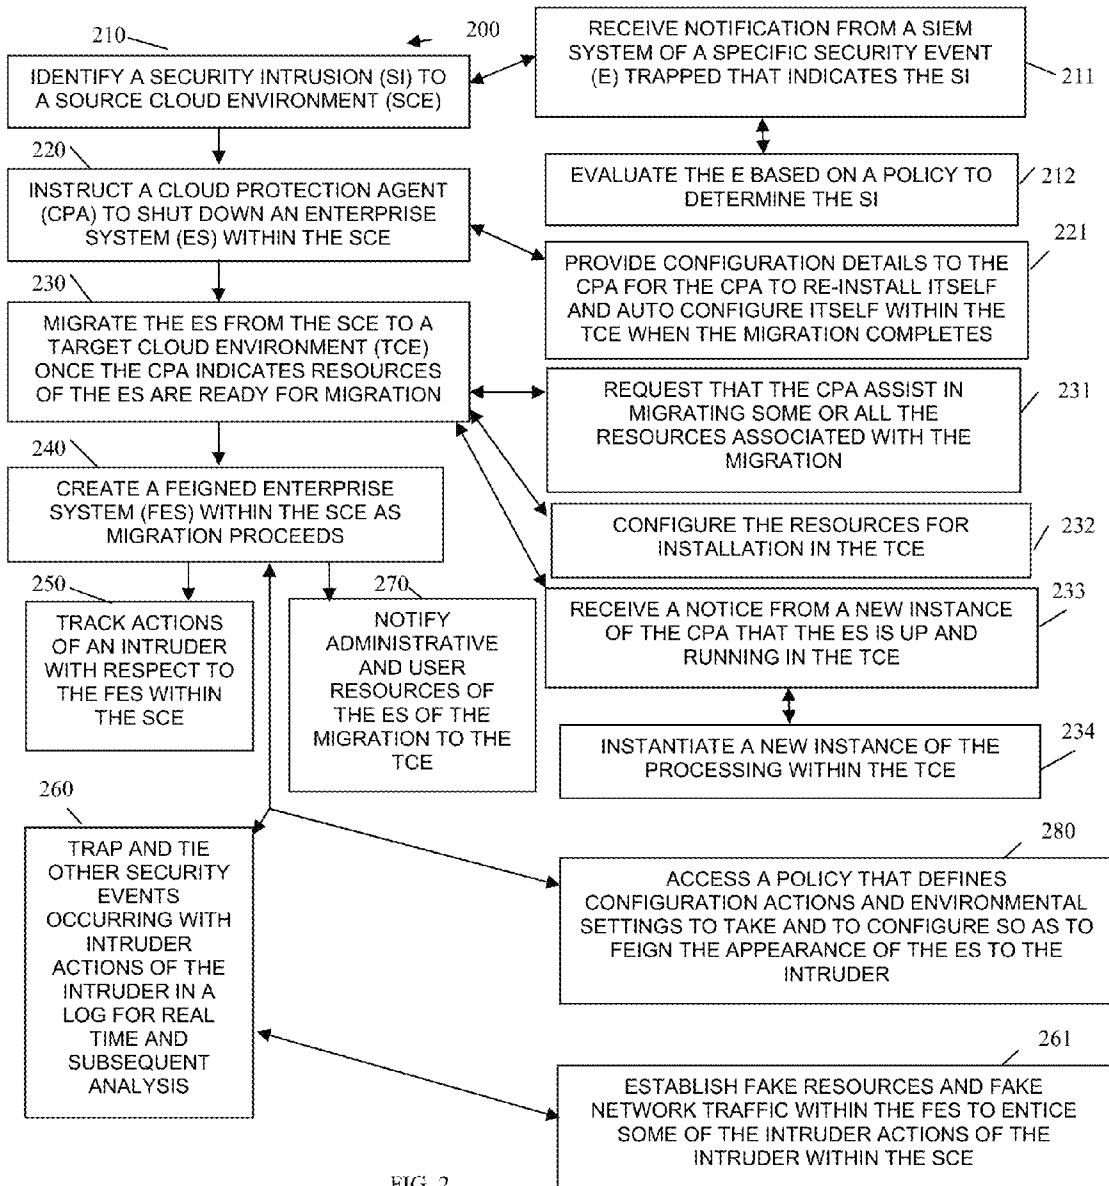 200
210
IDENTIFY A SECURITY INTRUSION (SI) TO
A SOURCE CLOUD ENVIRONMENT (SCE)
RECEIVE NOTIFICATION FROM A SIEM
SYSTEM OF A SPECIFIC SECURITY EVENT
(E) TRAPPED THAT INDICATES THE SI
211
EVALUATE THE E BASED ON A POLICY TO
DETERMINE THE SI
212
220
INSTRUCT A CLOUD PROTECTION AGENT
(CPA) TO SHUT DOWN AN ENTERPRISE
SYSTEM (ES) WITHIN THE SCE
221
PROVIDE CONFIGURATION DETAILS TO THE
CPA FOR THE CPA TO RE-INSTALL ITSELF
AND AUTO CONFIGURE ITSELF WITHIN THE
TCE WHEN THE MIGRATION COMPLETES
230
MIGRATE THE ES FROM THE SCE TO A
TARGET CLOUD ENVIRONMENT (TCE)
ONCE THE CPA INDICATES RESOURCES
OF THE ES ARE READY FOR MIGRATION
REQUEST THAT THE CPA ASSIST IN
MIGRATING SOME OR ALL THE
RESOURCES ASSOCIATED WITH THE
MIGRATION
231
CONFIGURE THE RESOURCES FOR
INSTALLATION IN THE TCE
232
RECEIVE A NOTICE FROM A NEW INSTANCE
OF THE CPA THAT THE ES IS UP AND
RUNNING IN THE TCE
233
INSTANTIATE A NEW INSTANCE OF THE
PROCESSING WITHIN THE TCE
234
240
CREATE A FEIGNED ENTERPRISE
SYSTEM (FES) WITHIN THE SCE AS
MIGRATION PROCEEDS
250
TRACK ACTIONS
OF AN INTRUDER
WITH RESPECT TO
THE FES WITHIN
THE SCE
270
NOTIFY
ADMINISTRATIVE
AND USER
RESOURCES OF
THE ES OF THE
MIGRATION TO THE
TCE
260
TRAP AND TIE
OTHER SECURITY
EVENTS
OCCURRING WITH
INTRUDER
ACTIONS OF THE
INTRUDER IN A
LOG FOR REAL
TIME AND
SUBSEQUENT
ANALYSIS
280
ACCESS A POLICY THAT DEFINES
CONFIGURATION ACTIONS AND ENVIRONMENTAL
SETTINGS TO TAKE AND TO CONFIGURE SO AS TO
FEIGN THE APPEARANCE OF THE ES TO THE
INTRUDER
261
ESTABLISH FAKE RESOURCES AND FAKE
NETWORK TRAFFIC WITHIN THE FES TO ENTICE
SOME OF THE INTRUDER ACTIONS OF THE
INTRUDER WITHIN THE SCE
FIG. 2